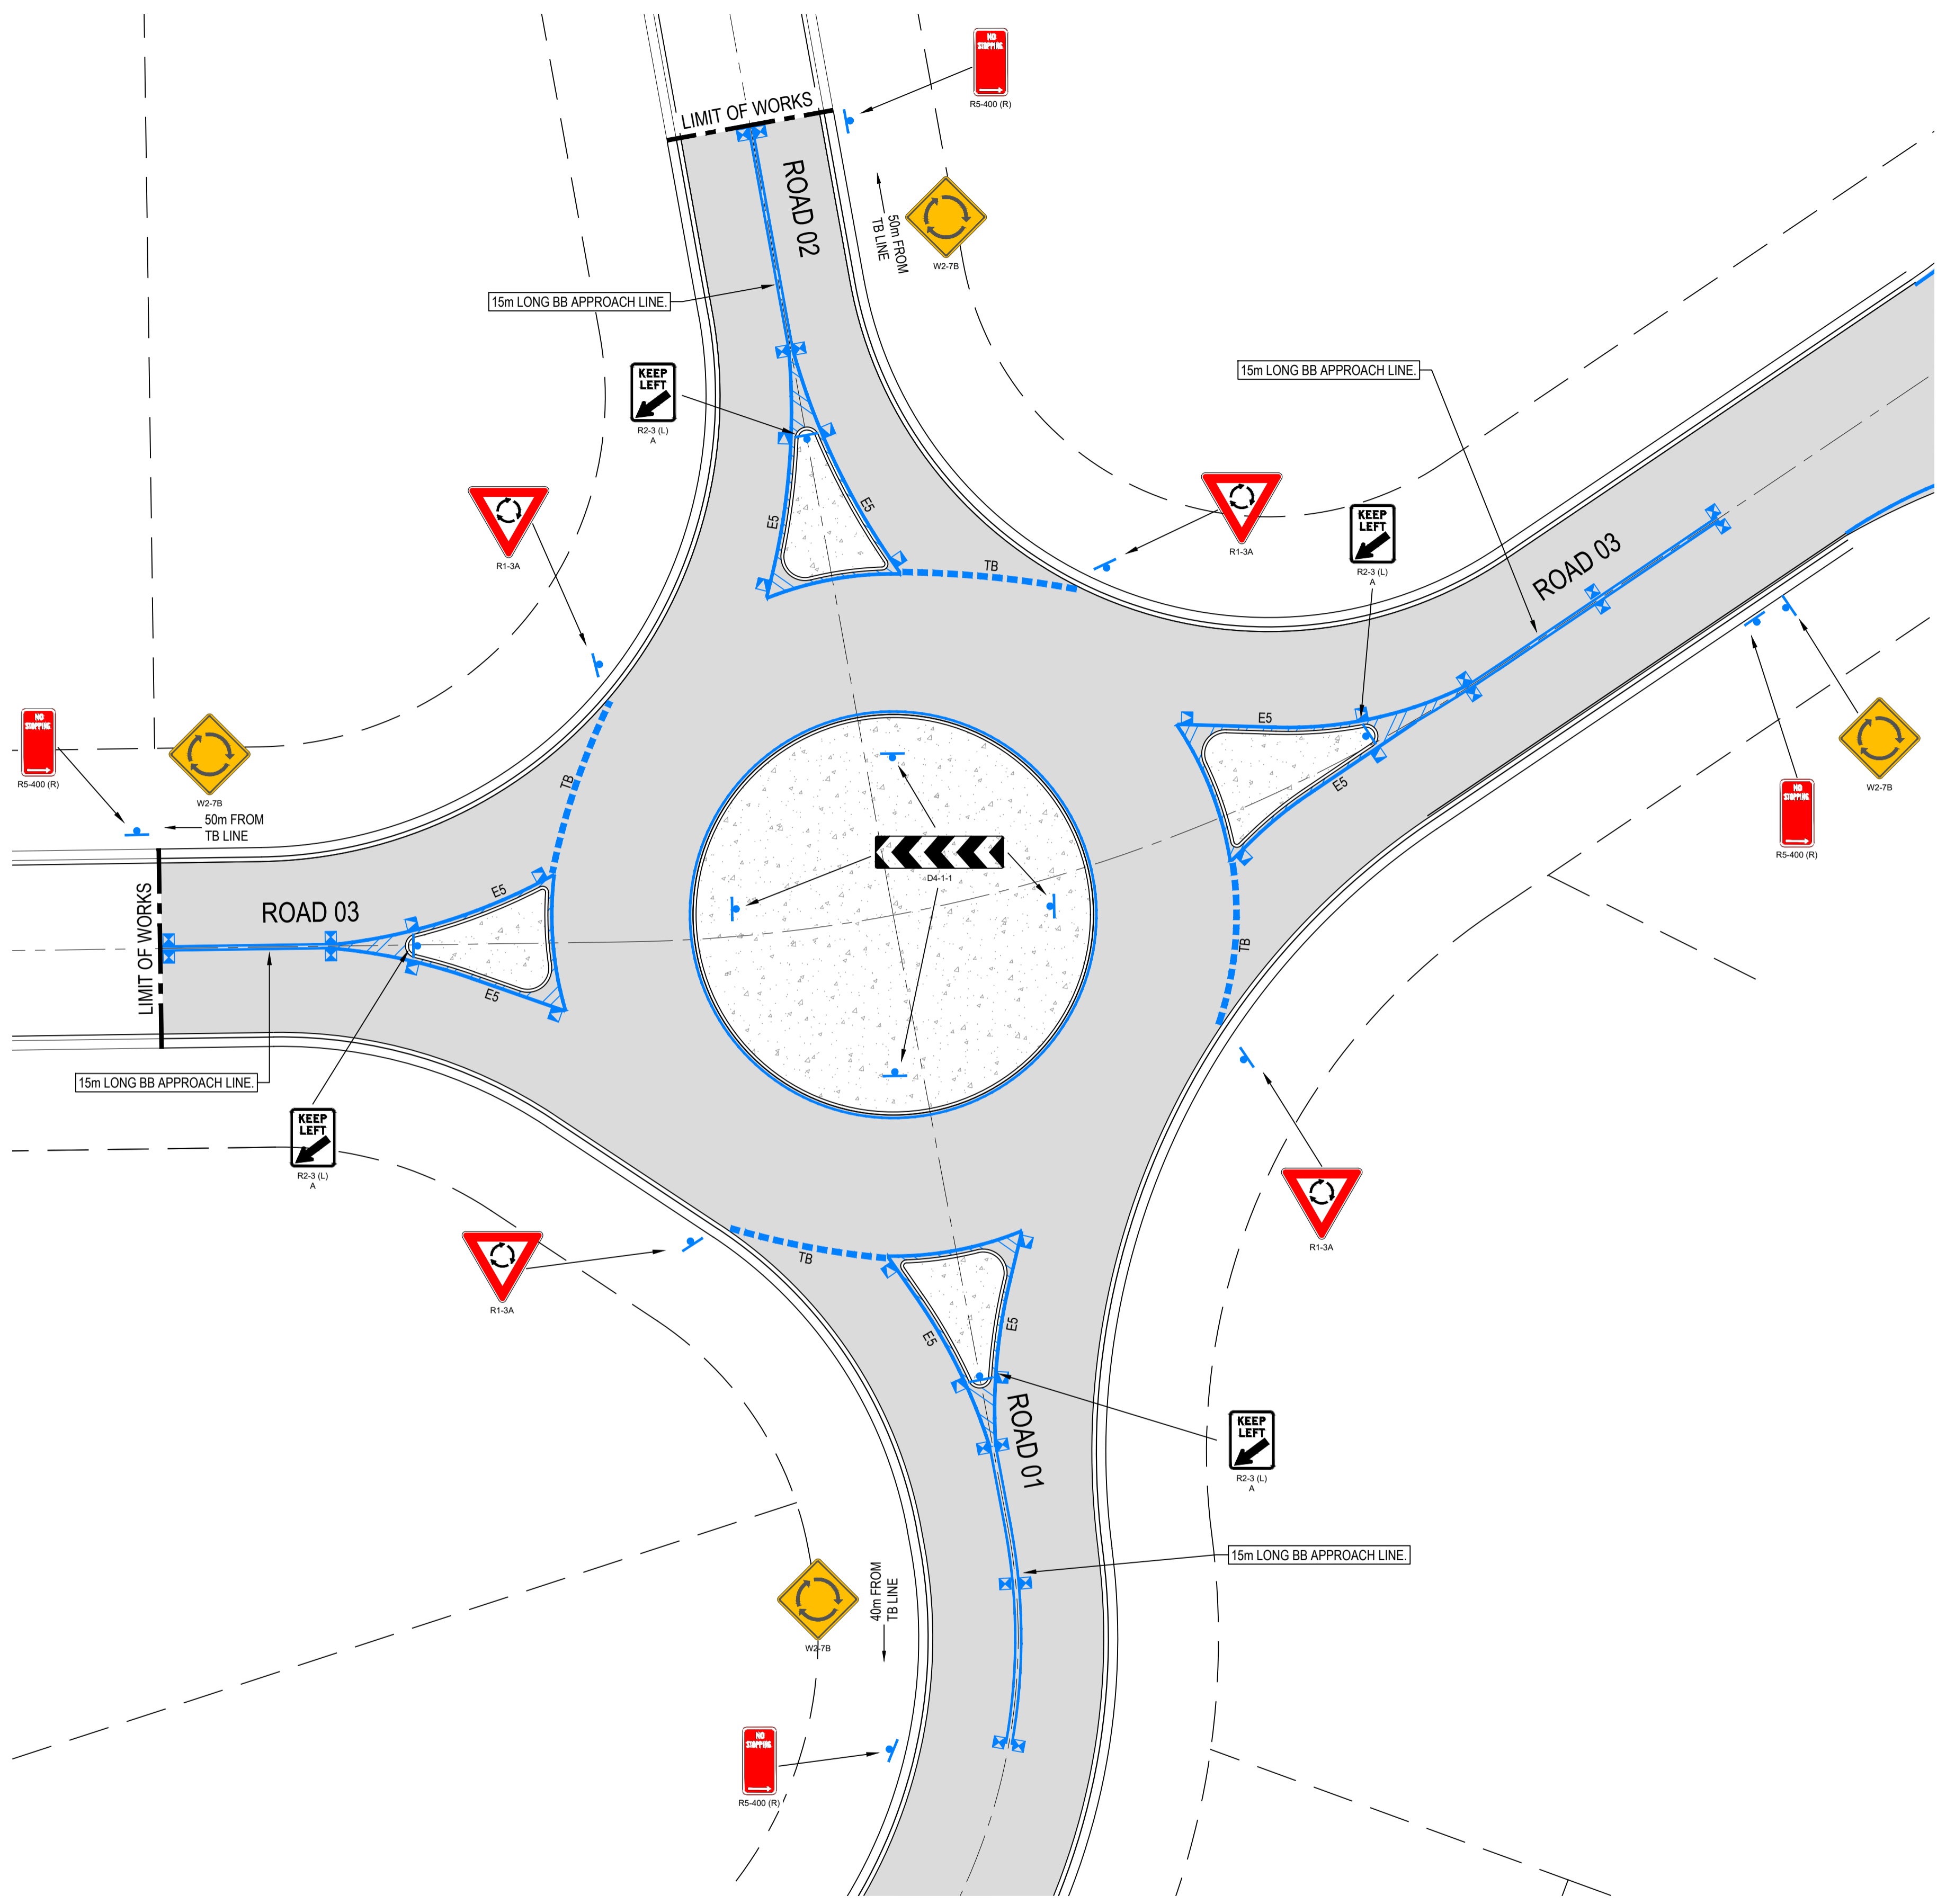 NO
STOPPING
R5-400 (R)
LIMIT OF WORKS
ROAD 02
50m FROM
TB LINE
W2-7B
15m LONG BB APPROACH LINE.
KEEP
LEFT
R2-3 (L)
A
15m LONG BB APPROACH LINE.
R1-3A
E5
E5
TB
R1-3A
KEEP
LEFT
R2-3 (L)
A
ROAD 03
NO
STOPPING
R5-400 (R)
W2-7B
50m FROM
TB LINE
TB
E5
E5
W2-7B
NO
STOPPING
R5-400 (R)
D4-1-1
LIMIT OF WORKS
ROAD 03
E5
E5
TB
15m LONG BB APPROACH LINE.
KEEP
LEFT
R2-3 (L)
A
R1-3A
TB
R1-3A
E5
E5
ROAD 01
KEEP
LEFT
R2-3 (L)
A
15m LONG BB APPROACH LINE.
W2-7B
40m FROM
TB LINE
NO
STOPPING
R5-400 (R)